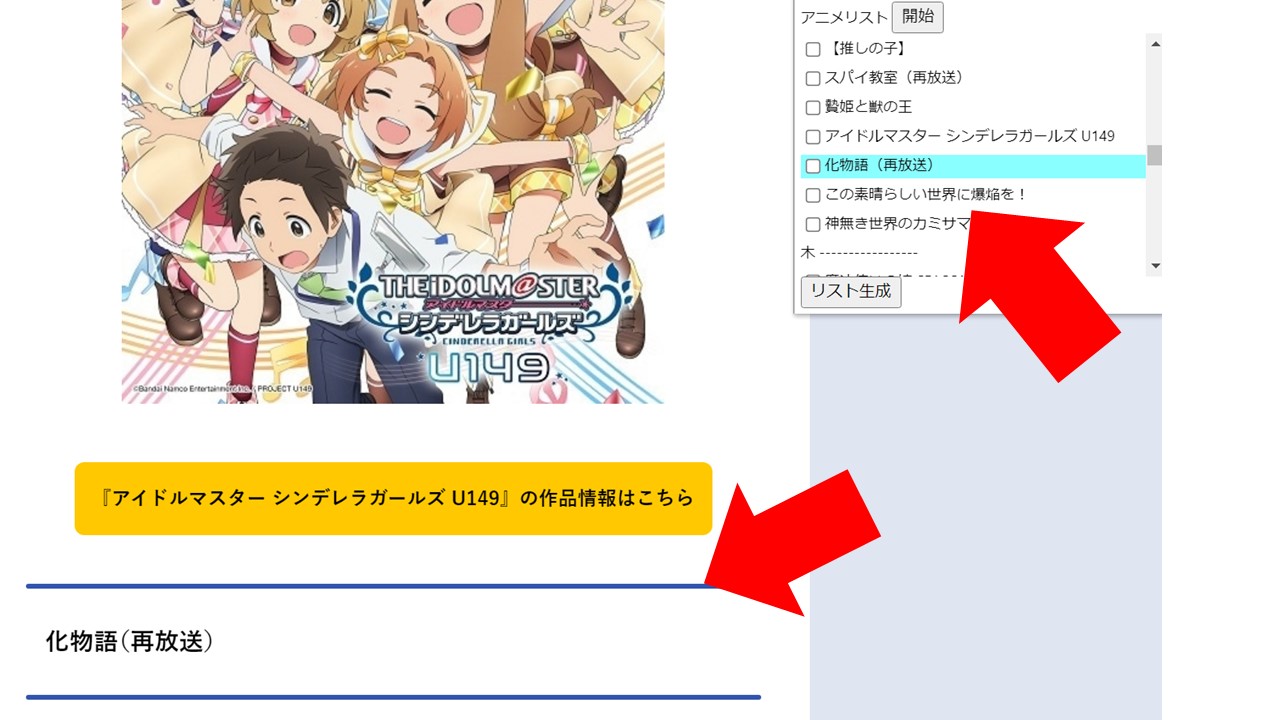 THE iDOLM@STER
アイドルマスター
シンデレラガールズ
CINDERELLA GIRLS
U149
©Bandai Namco Entertainment Inc. / PROJECT U149
『アイドルマスター シンデレラガールズ U149』の作品情報はこちら
化物語（再放送）
アニメリスト 開始
【推しの子】
スパイ教室（再放送）
贄姫と獣の王
アイドルマスター シンデレラガールズ U149
化物語（再放送）
この素晴らしい世界に爆焔を！
神無き世界のカミサマ
木 -----------------
リスト生成